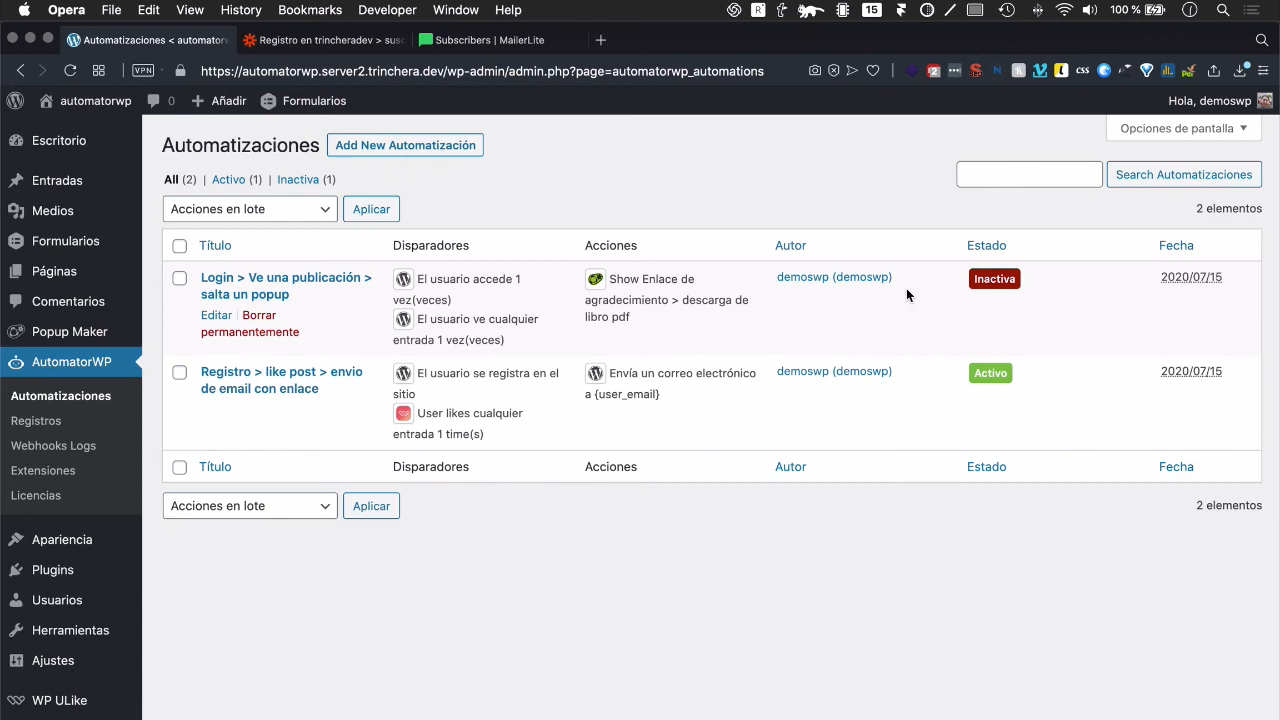 Opera File Edit View History Bookmarks Developer Window Help 15 100 %
Automatizaciones < automatorw Registro en trincheradev > susc Subscribers | MailerLite
VPN https://automatorwp.server2.trinchera.dev/wp-admin/admin.php?page=automatorwp_automations
automatorwp 0 Añadir Formularios Hola, demoswp
Opciones de pantalla
Automatizaciones Add New Automatización
All (2) | Activo (1) | Inactiva (1)
Search Automatizaciones
Acciones en lote Aplicar
2 elementos
Título Disparadores Acciones Autor Estado Fecha
Login > Ve una publicación >
salta un popup
Editar | Borrar
permanentemente
El usuario accede 1
vez(veces)
El usuario ve cualquier
entrada 1 vez(veces)
Show Enlace de
agradecimiento > descarga de
libro pdf
demoswp (demoswp)
Inactiva
2020/07/15
Registro > like post > envio
de email con enlace
El usuario se registra en el
sitio
User likes cualquier
entrada 1 time(s)
Envía un correo electrónico
a {user_email}
demoswp (demoswp)
Activo
2020/07/15
Título Disparadores Acciones Autor Estado Fecha
Acciones en lote Aplicar
2 elementos
Escritorio
Entradas
Medios
Formularios
Páginas
Comentarios
Popup Maker
AutomatorWP
Automatizaciones
Registros
Webhooks Logs
Extensiones
Licencias
Apariencia
Plugins
Usuarios
Herramientas
Ajustes
WP ULike